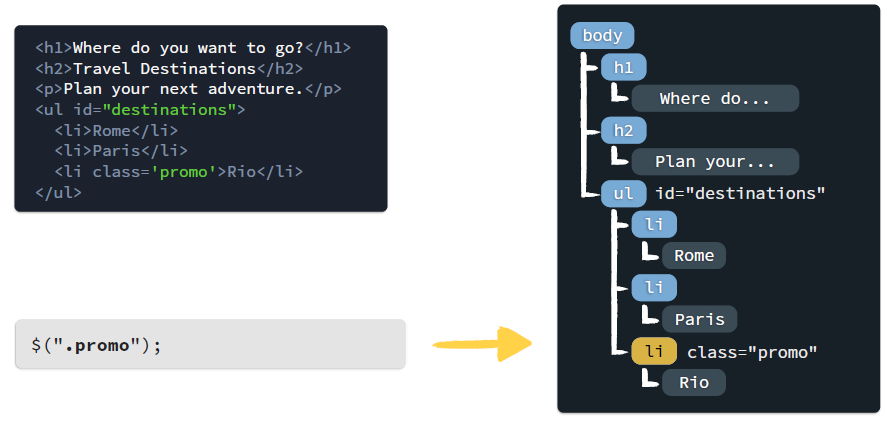 <h1>Where do you want to go?</h1>
<h2>Travel Destinations</h2>
<p>Plan your next adventure.</p>
<ul id="destinations">
  <li>Rome</li>
  <li>Paris</li>
  <li class='promo'>Rio</li>
</ul>
$(".promo");
body
h1
Where do...
h2
Plan your...
ul id="destinations"
li
Rome
li
Paris
li class="promo"
Rio